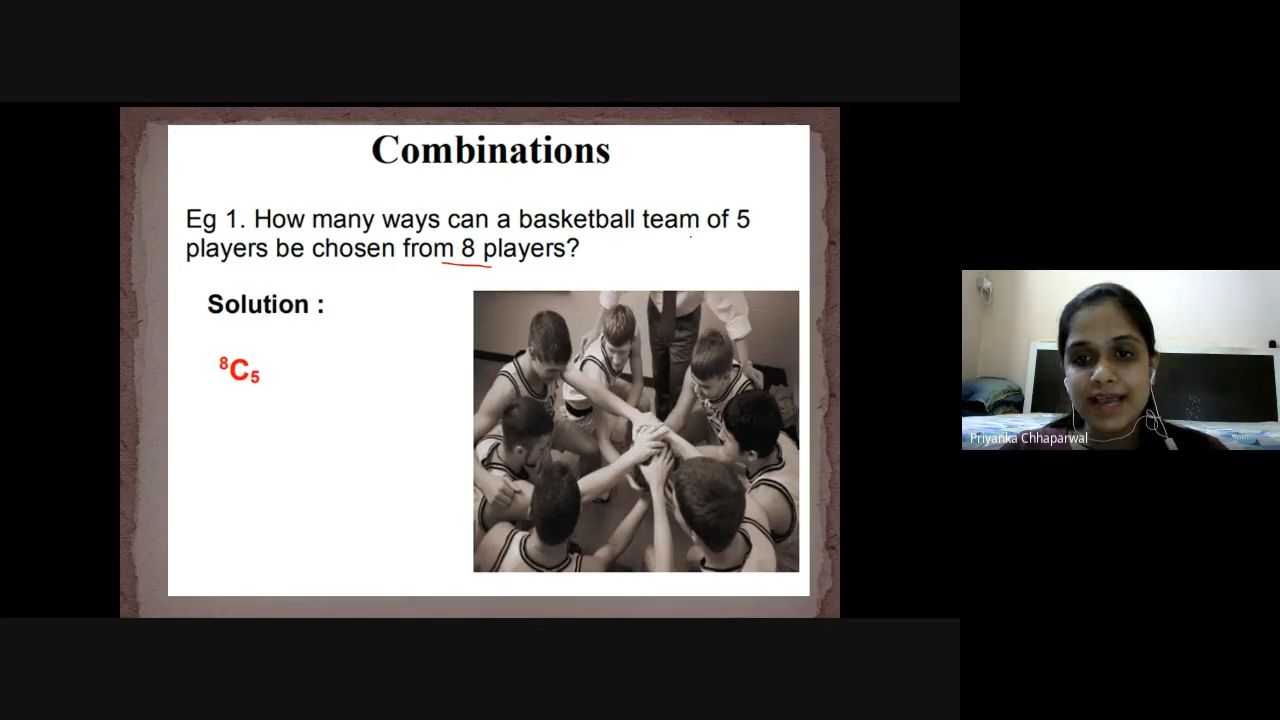 Combinations
Eg 1. How many ways can a basketball team of 5
players be chosen from 8 players?
Solution :
⁸C₅
Priyanka Chhaparwal